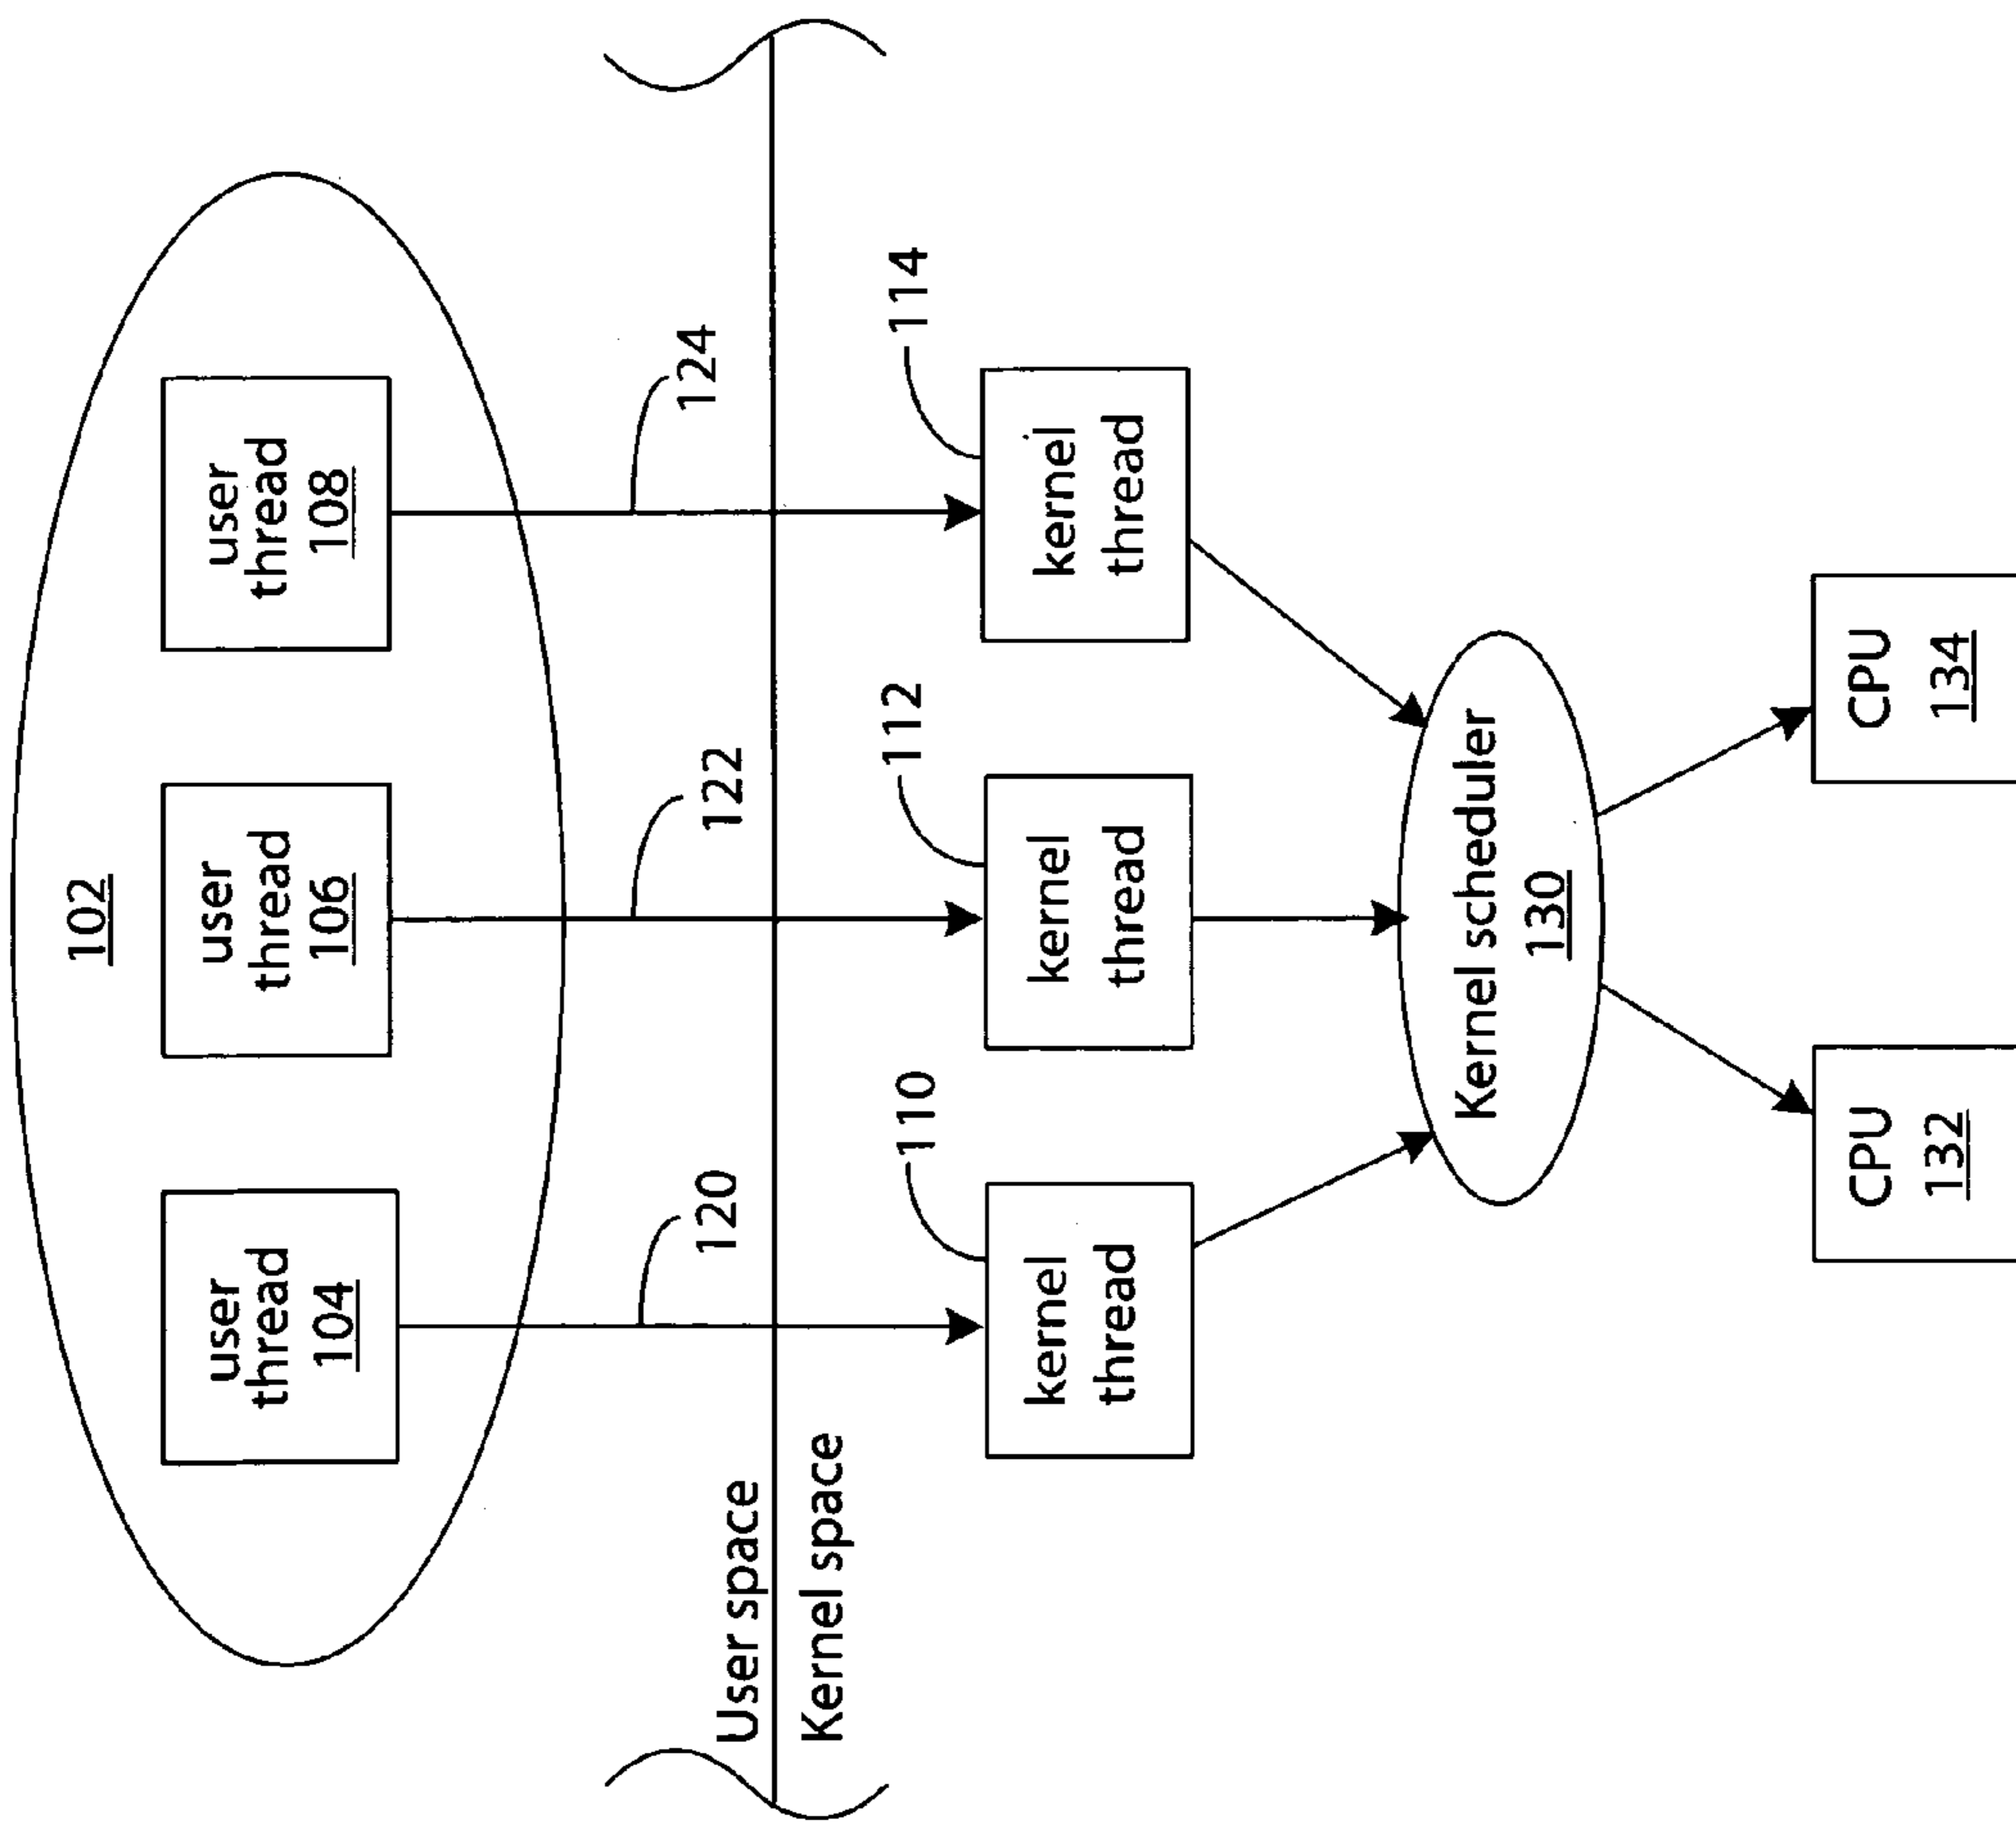 102
user
thread
104
user
thread
106
user
thread
108
120
122
124
User space
Kernel space
110
112
114
kernel
thread
kernel
thread
kernel
thread
Kernel scheduler
130
CPU
132
CPU
134